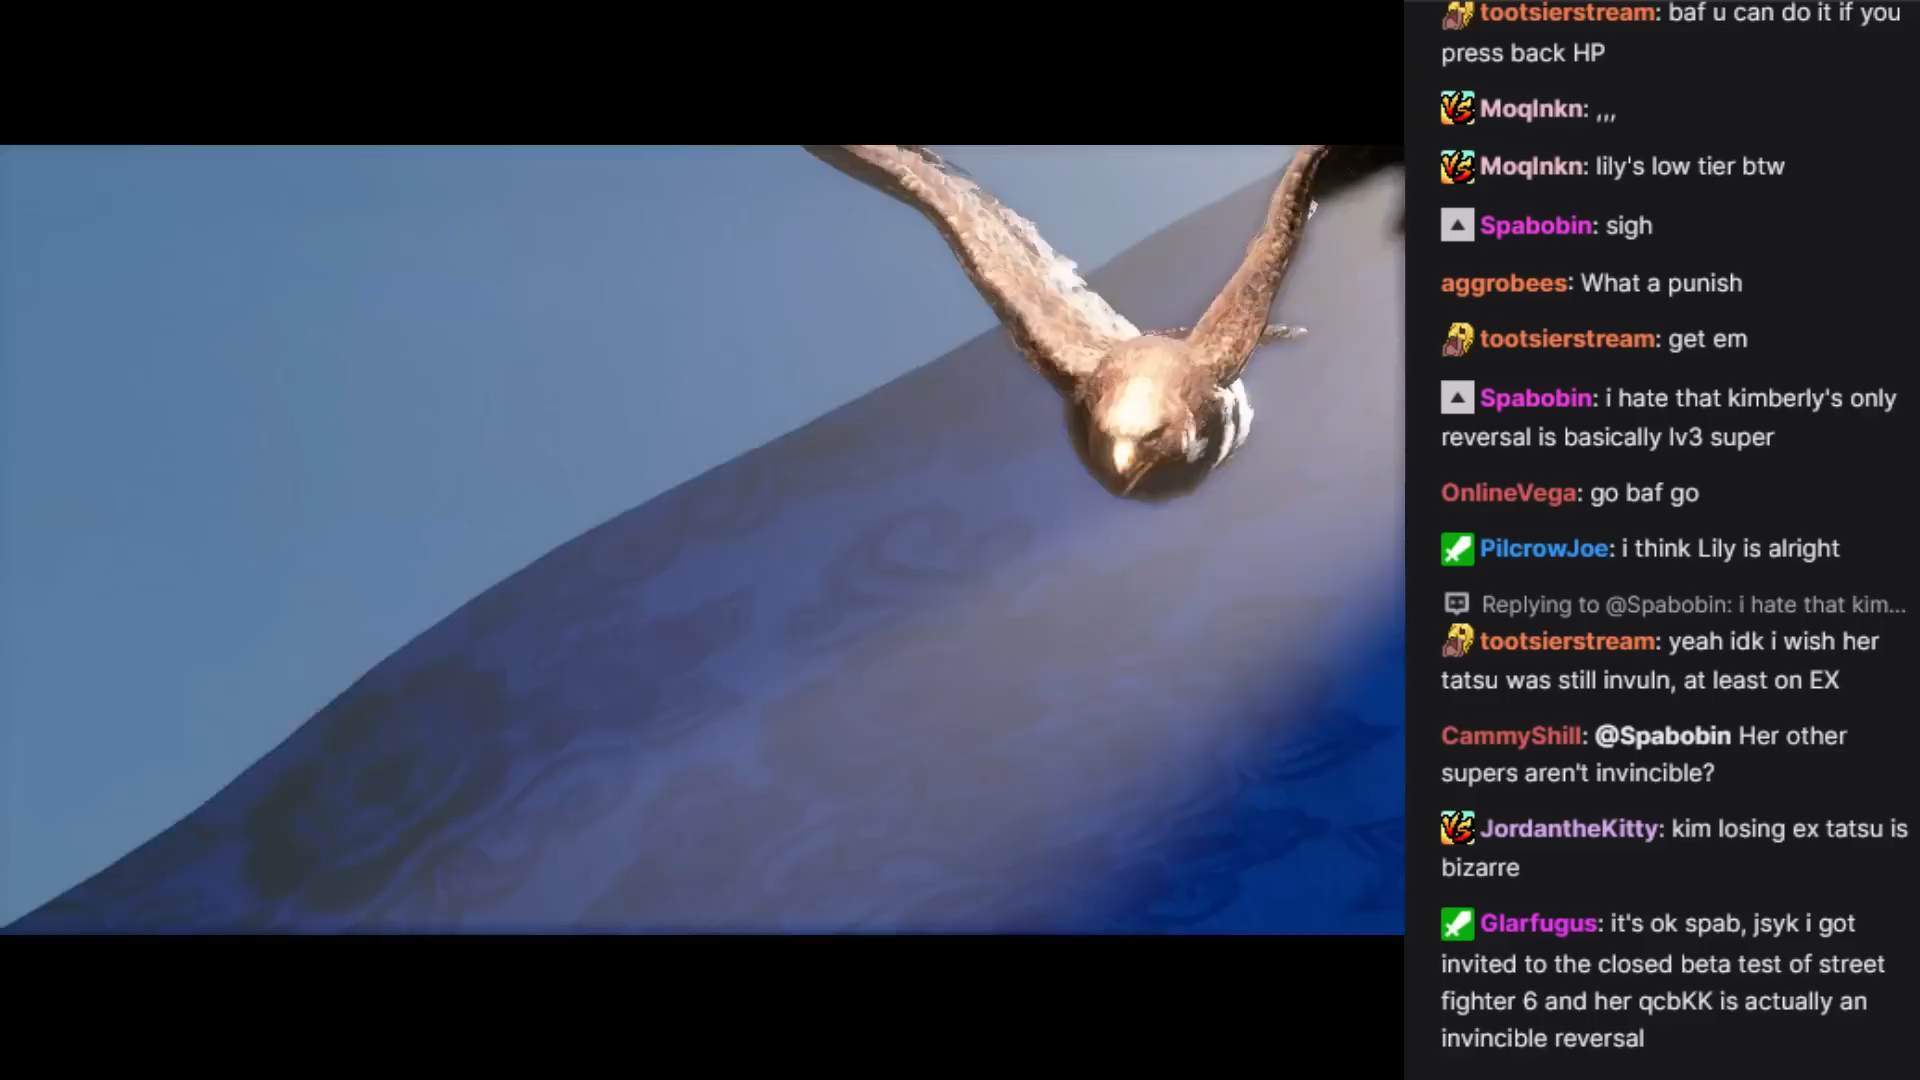 tootsierstream: baf u can do it if you
press back HP
MoqInkn: ,,,
MoqInkn: lily's low tier btw
Spabobin: sigh
aggrobees: What a punish
tootsierstream: get em
Spabobin: i hate that kimberly's only
reversal is basically lv3 super
OnlineVega: go baf go
PilcrowJoe: i think Lily is alright
Replying to @Spabobin: i hate that kim...
tootsierstream: yeah idk i wish her
tatsu was still invuln, at least on EX
CammyShill: @Spabobin Her other
supers aren't invincible?
JordantheKitty: kim losing ex tatsu is
bizarre
Glarfugus: it's ok spab, jsyk i got
invited to the closed beta test of street
fighter 6 and her qcbKK is actually an
invincible reversal